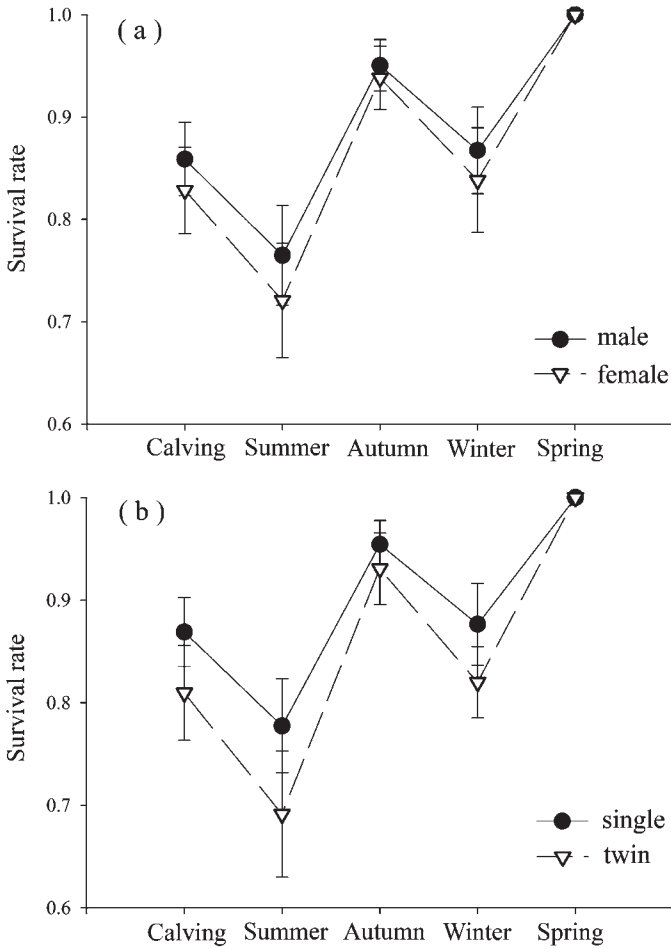 ( a )
1.0
0.9
0.8
0.7
0.6
Survival rate
male
female
Calving Summer Autumn Winter Spring
( b )
1.0
0.9
0.8
0.7
0.6
Survival rate
single
twin
Calving Summer Autumn Winter Spring